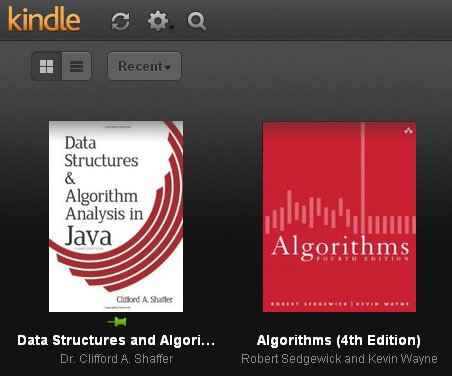 kindle
Recent
Data
Structures
&
Algorithm
Analysis in
Java
Clifford A. Shaffer
Algorithms
FOURTH EDITION
ROBERT SEDGEWICK | KEVIN WAYNE
Data Structures and Algori...
Dr. Clifford A. Shaffer
Algorithms (4th Edition)
Robert Sedgewick and Kevin Wayne